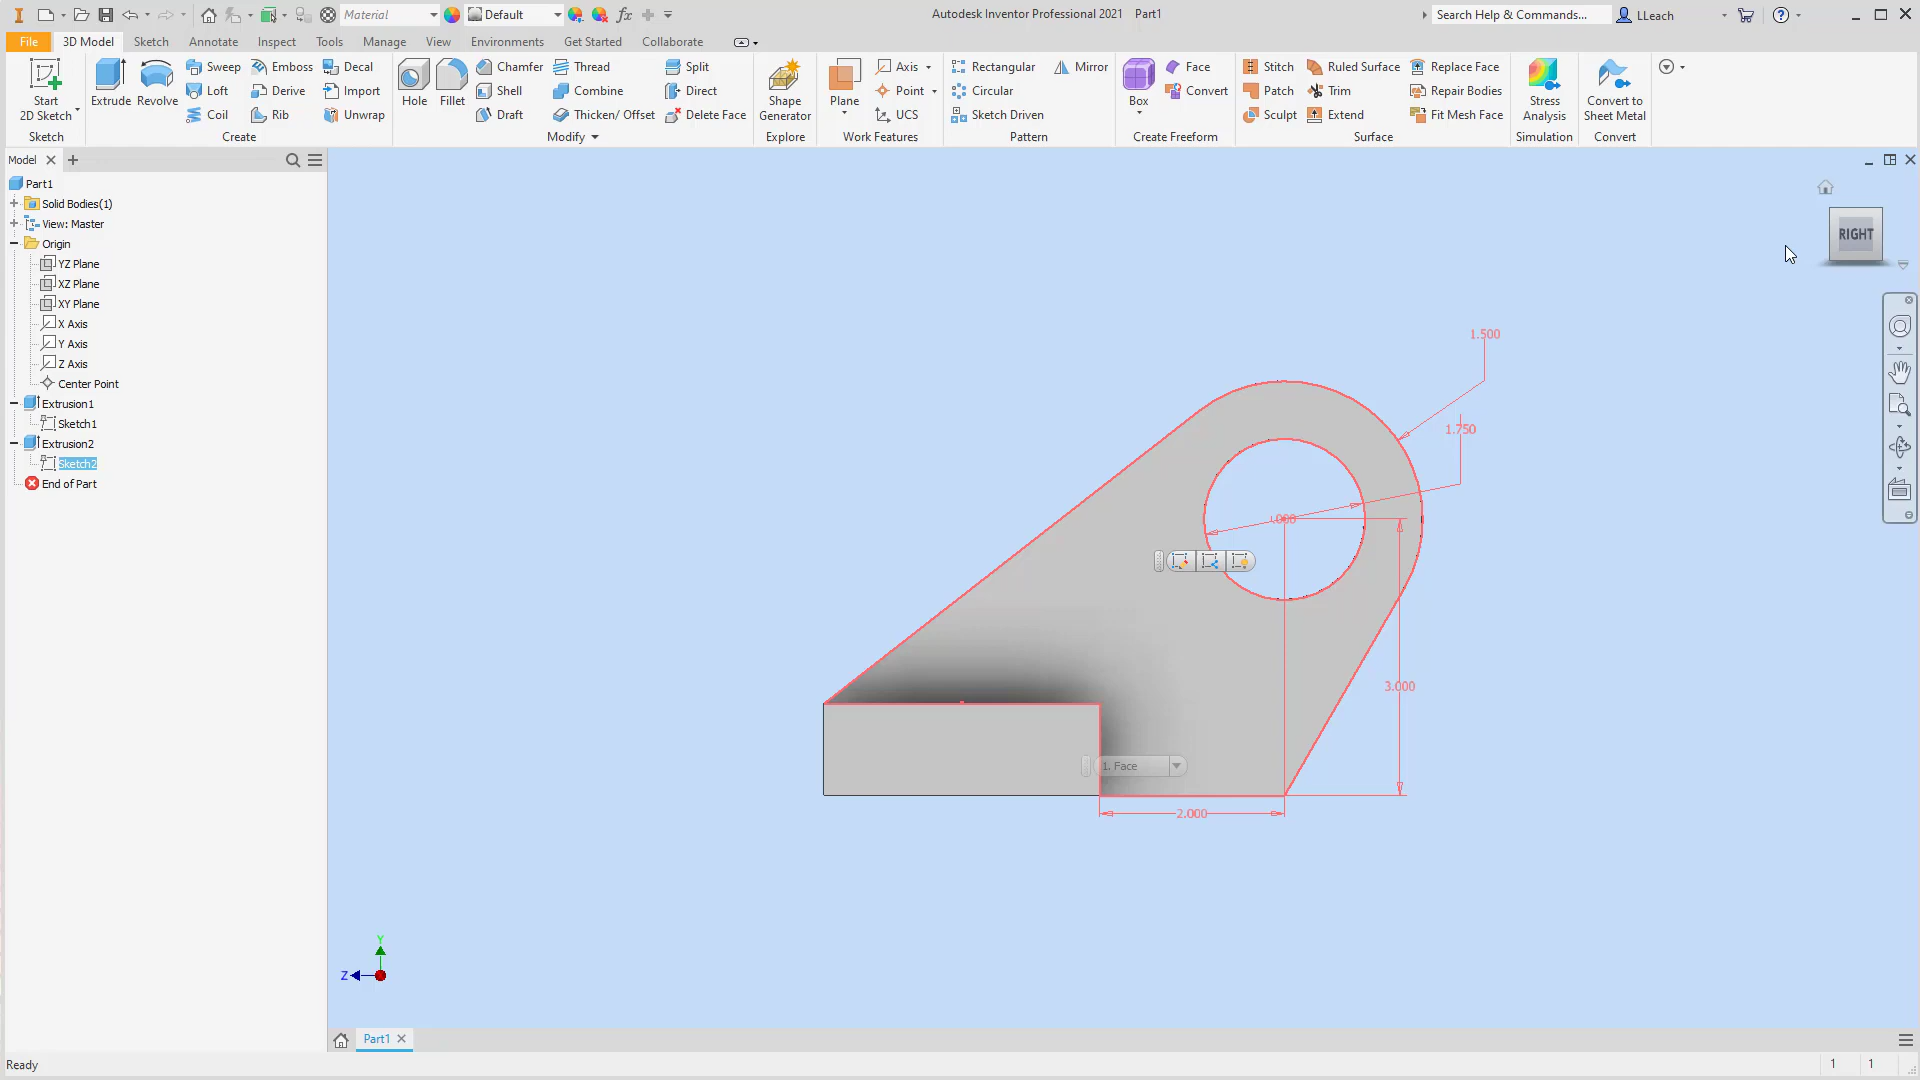 Material
Default
fx
Autodesk Inventor Professional 2021 Part1
Search Help & Commands...
LLeach
File
3D Model
Sketch
Annotate
Inspect
Tools
Manage
View
Environments
Get Started
Collaborate
Start
2D Sketch
Sketch
Extrude
Revolve
Sweep
Loft
Coil
Emboss
Derive
Rib
Decal
Import
Unwrap
Create
Hole
Fillet
Chamfer
Shell
Draft
Thread
Combine
Thicken/ Offset
Split
Direct
Delete Face
Modify
Shape
Generator
Explore
Plane
Axis
Point
UCS
Work Features
Rectangular
Circular
Sketch Driven
Mirror
Pattern
Box
Face
Convert
Create Freeform
Stitch
Patch
Sculpt
Ruled Surface
Trim
Extend
Replace Face
Repair Bodies
Fit Mesh Face
Surface
Stress
Analysis
Simulation
Convert to
Sheet Metal
Convert
Model
Part1
Solid Bodies(1)
View: Master
Origin
YZ Plane
XZ Plane
XY Plane
X Axis
Y Axis
Z Axis
Center Point
Extrusion1
Sketch1
Extrusion2
Sketch2
End of Part
RIGHT
1.500
1.750
3.000
1. Face
2.000
Y
Z
Part1
Ready
1
1